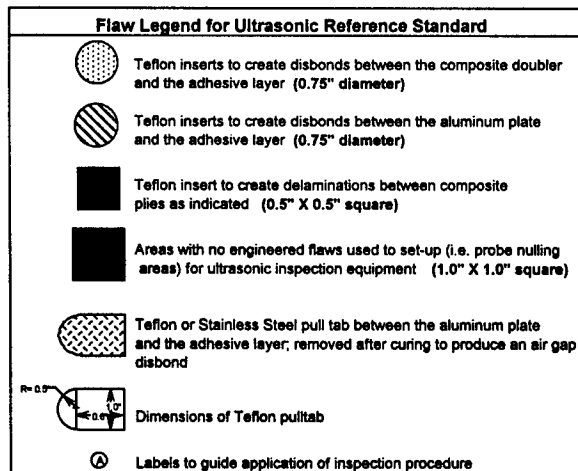 Flaw Legend for Ultrasonic Reference Standard
Teflon inserts to create disbonds between the composite doubler
and the adhesive layer (0.75" diameter)
Teflon inserts to create disbonds between the aluminum plate
and the adhesive layer (0.75" diameter)
Teflon insert to create delaminations between composite
plies as indicated (0.5" X 0.5" square)
Areas with no engineered flaws used to set-up (i.e. probe nulling
areas) for ultrasonic inspection equipment (1.0" X 1.0" square)
Teflon or Stainless Steel pull tab between the aluminum plate
and the adhesive layer; removed after curing to produce an air gap
disbond
R= 0.5"
1.0"
Dimensions of Teflon pulltab
A Labels to guide application of inspection procedure